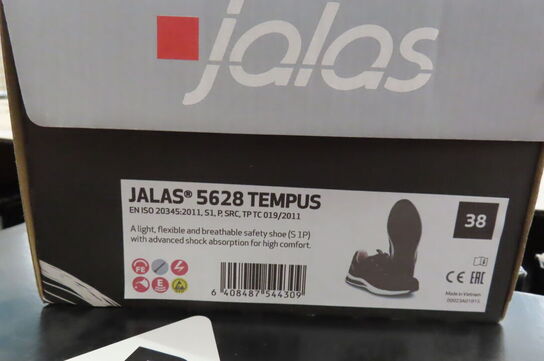 jalas
JALAS® 5628 TEMPUS
EN ISO 20345:2011, S1, P, SRC, TP TC 019/2011
38
A light, flexible and breathable safety shoe (S 1P)
with advanced shock absorption for high comfort.
FE
E
CE EAC
Made in Vietnam
6 408487 544309